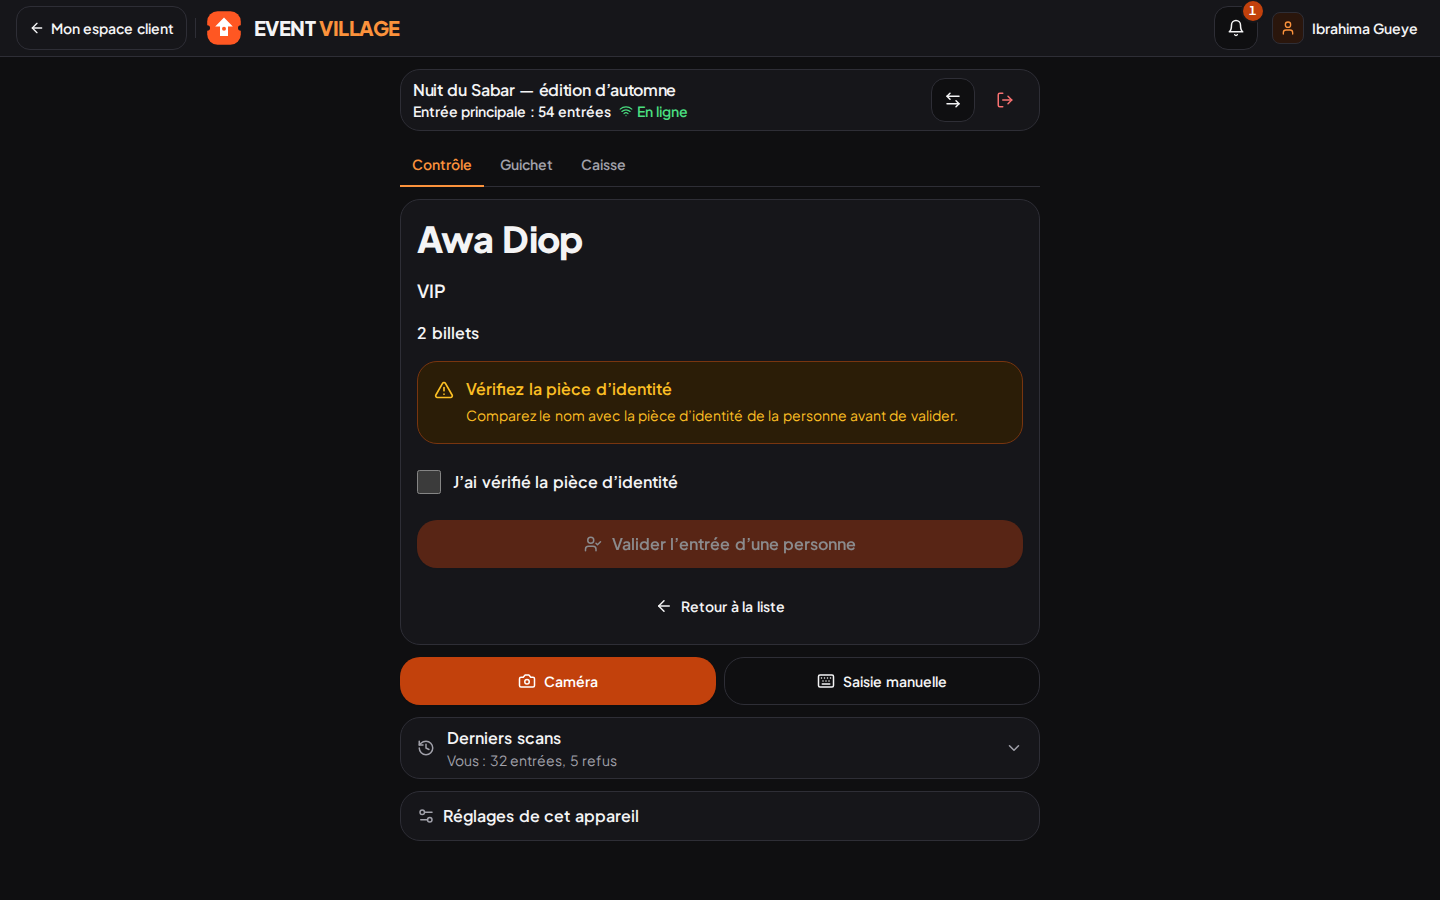 Mon espace client
EVENT VILLAGE
1
Ibrahima Gueye
Nuit du Sabar — édition d’automne
Entrée principale : 54 entrées En ligne
Contrôle Guichet Caisse
Awa Diop
VIP
2 billets
Vérifiez la pièce d’identité
Comparez le nom avec la pièce d’identité de la personne avant de valider.
J’ai vérifié la pièce d’identité
Valider l’entrée d’une personne
Retour à la liste
Caméra
Saisie manuelle
Derniers scans
Vous : 32 entrées, 5 refus
Réglages de cet appareil